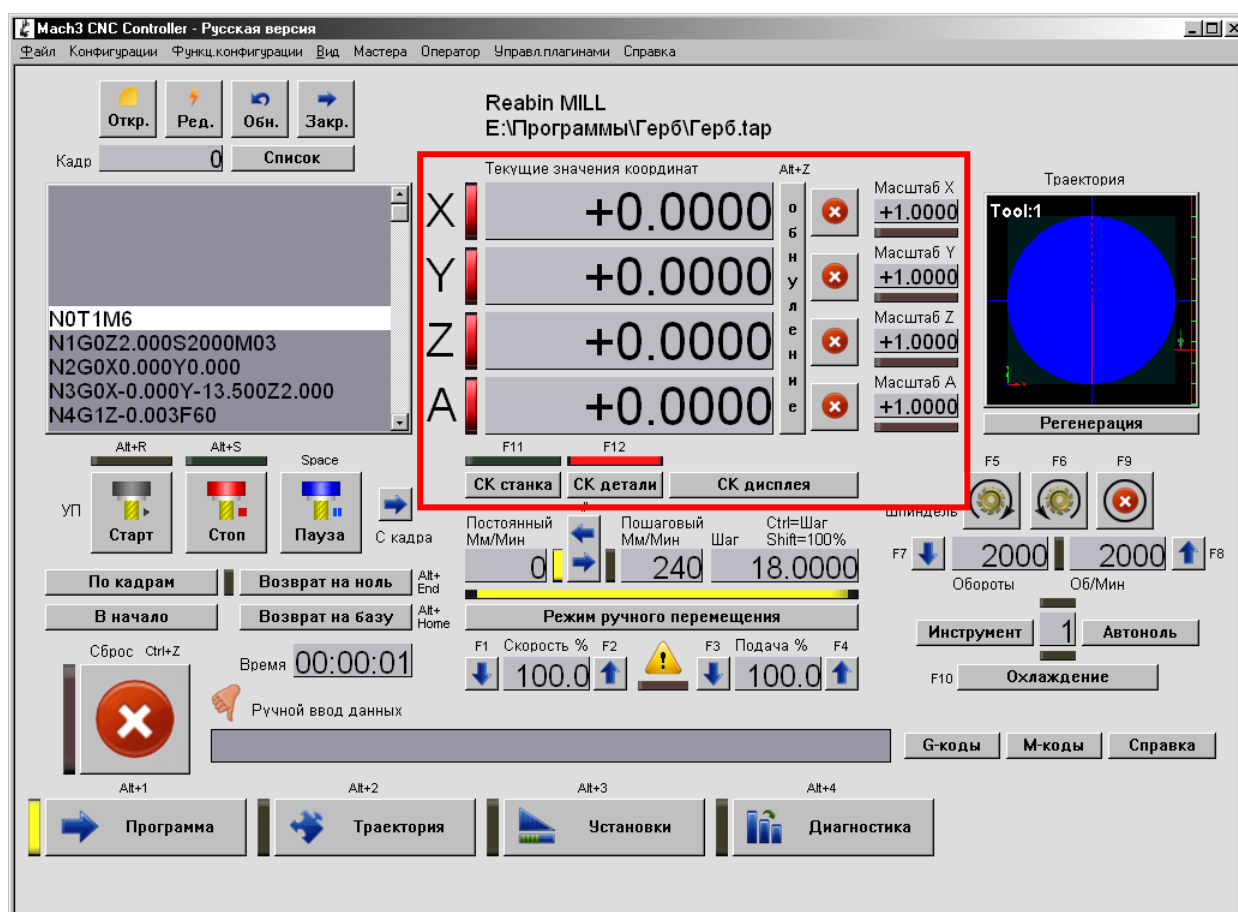 Mach3 CNC Controller - Русская версия
Файл Конфигурации Функц.конфигурации Вид Мастера Оператор Управл.плагинами Справка
Откр. Ред. Обн. Закр.
Reabin MILL
E:\Программы\Герб\Герб.tap
Кадр 0 Список
Текущие значения координат Alt+Z
Траектория
X +0.0000
Y +0.0000
Z +0.0000
A +0.0000
обнуление
Масштаб X
+1.0000
Масштаб Y
+1.0000
Масштаб Z
+1.0000
Масштаб A
+1.0000
Tool:1
Регенерация
N0T1M6
N1G0Z2.000S2000M03
N2G0X0.000Y0.000
N3G0X-0.000Y-13.500Z2.000
N4G1Z-0.003F60
Alt+R Alt+S Space
УП Старт Стоп Пауза С кадра
F11 F12
СК станка СК детали СК дисплея
Постоянный Мм/Мин
Пошаговый Мм/Мин
Шаг
Ctrl=Шаг
Shift=100%
0 240 18.0000
F5 F6 F9
Шпиндель
F7 2000 2000 F8
Обороты Об/Мин
По кадрам Возврат на ноль Alt+ End
В начало Возврат на базу Alt+ Home
Режим ручного перемещения
Инструмент 1 Автоноль
F10 Охлаждение
Сброс Ctrl+Z
Время 00:00:01
F1 Скорость % F2
100.0
F3 Подача % F4
100.0
Ручной ввод данных
G-коды М-коды Справка
Alt+1 Alt+2 Alt+3 Alt+4
Программа Траектория Установки Диагностика